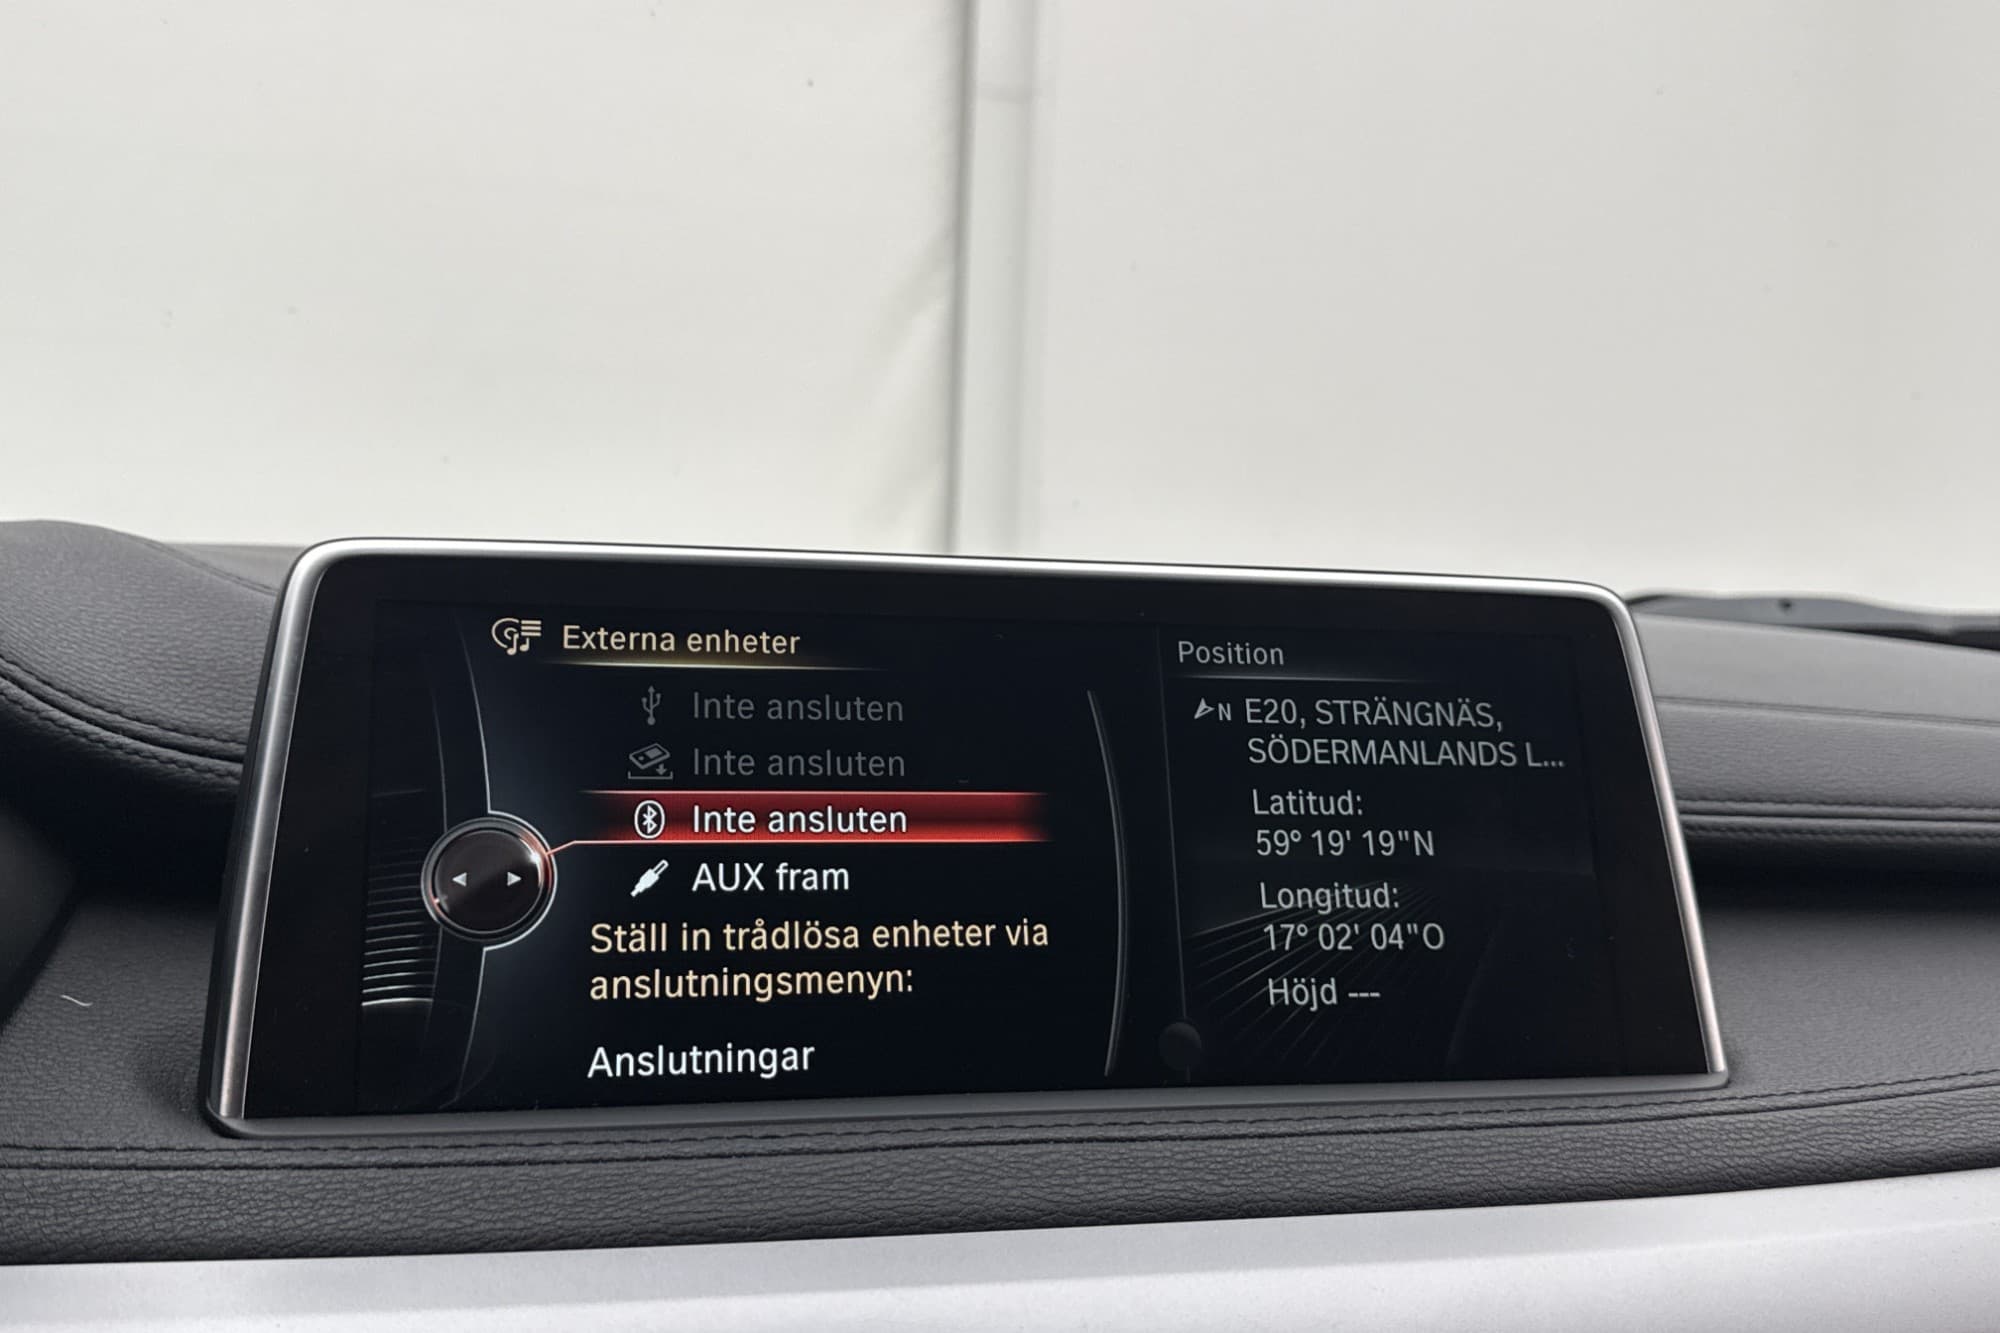 Externa enheter
Inte ansluten
Inte ansluten
Inte ansluten
AUX fram
Ställ in trådlösa enheter via
anslutningsmenyn:
Anslutningar
Position
N E20, STRÄNGNÄS,
SÖDERMANLANDS L...
Latitud:
59° 19' 19"N
Longitud:
17° 02' 04"O
Höjd ---